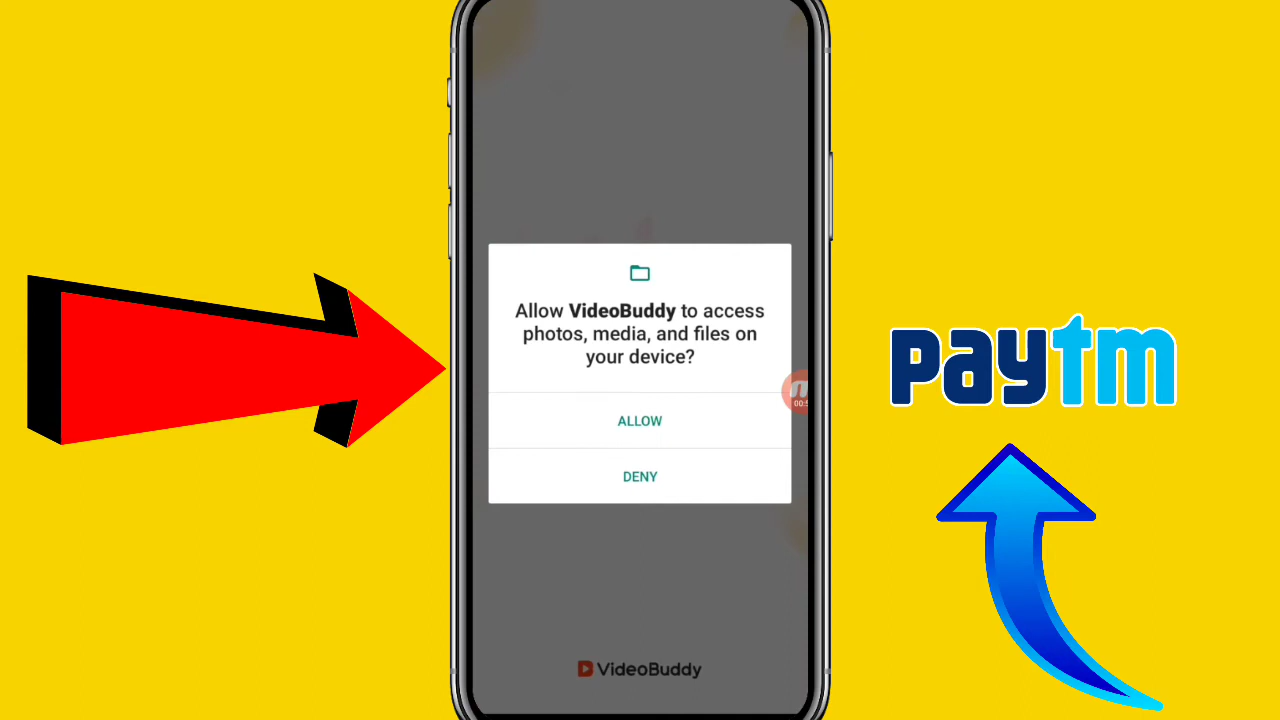 Allow VideoBuddy to access
photos, media, and files on
your device?
ALLOW
DENY
paytm
VideoBuddy